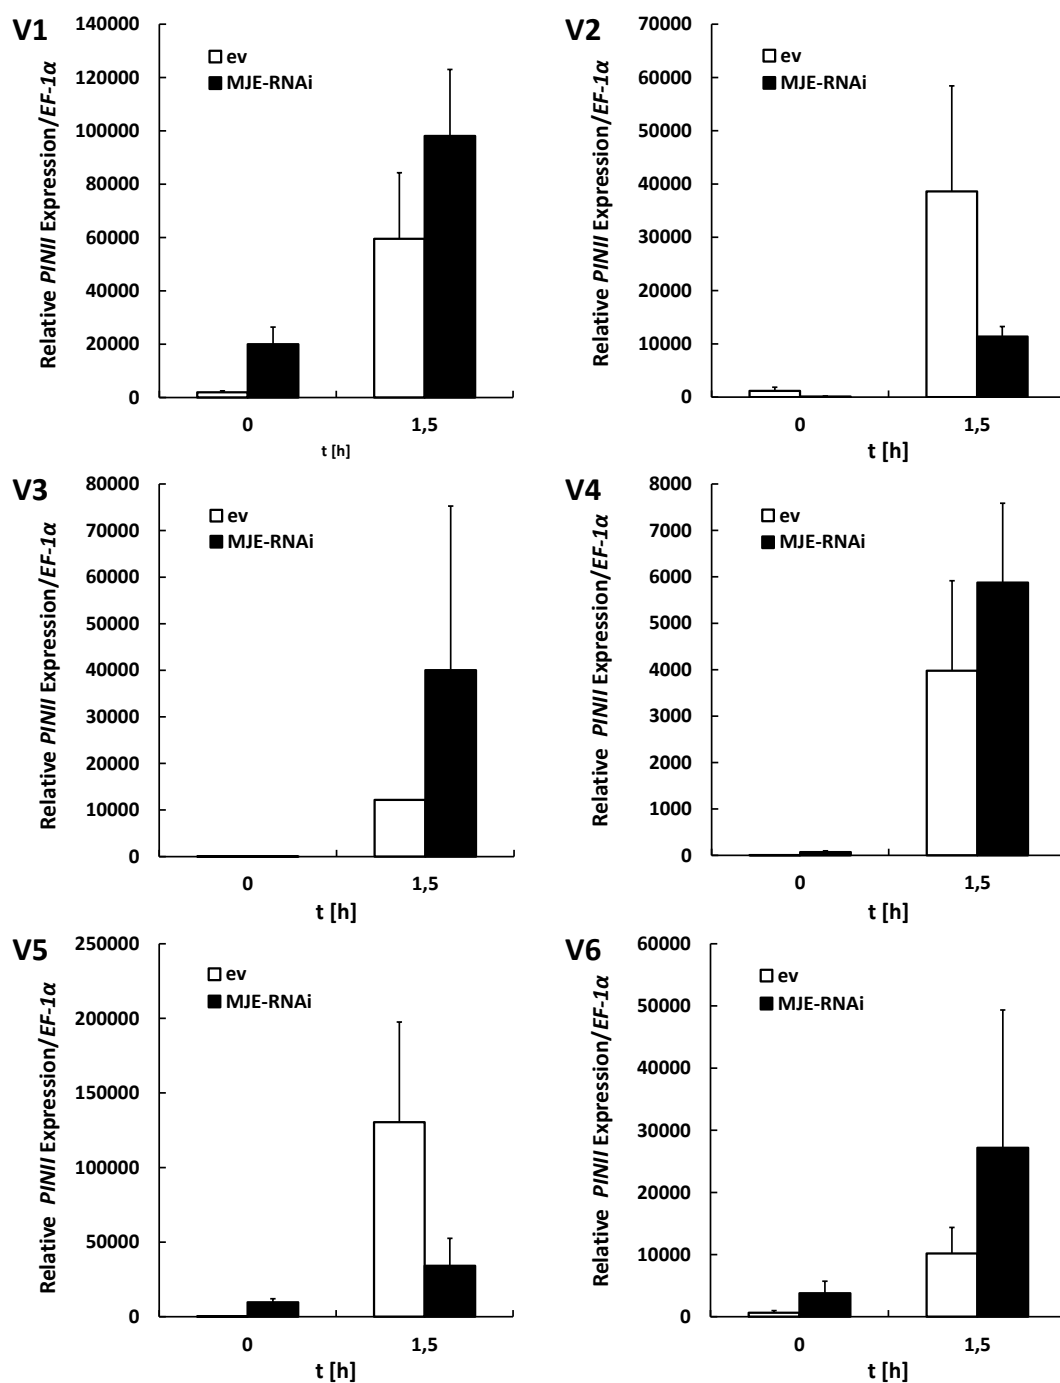 V1
Relative PINII Expression/EF-1α
140000
120000
100000
80000
60000
40000
20000
0
ev
MJE-RNAi
0
1,5
t [h]
V2
Relative PINII Expression/EF-1α
70000
60000
50000
40000
30000
20000
10000
0
ev
MJE-RNAi
0
1,5
t [h]
V3
Relative PINII Expression/EF-1α
80000
70000
60000
50000
40000
30000
20000
10000
0
ev
MJE-RNAi
0
1,5
t [h]
V4
Relative PINII Expression/EF-1α
8000
7000
6000
5000
4000
3000
2000
1000
0
ev
MJE-RNAi
0
1,5
t [h]
V5
Relative PINII Expression/EF-1α
250000
200000
150000
100000
50000
0
ev
MJE-RNAi
0
1,5
t [h]
V6
Relative PINII Expression/EF-1α
60000
50000
40000
30000
20000
10000
0
ev
MJE-RNAi
0
1,5
t [h]